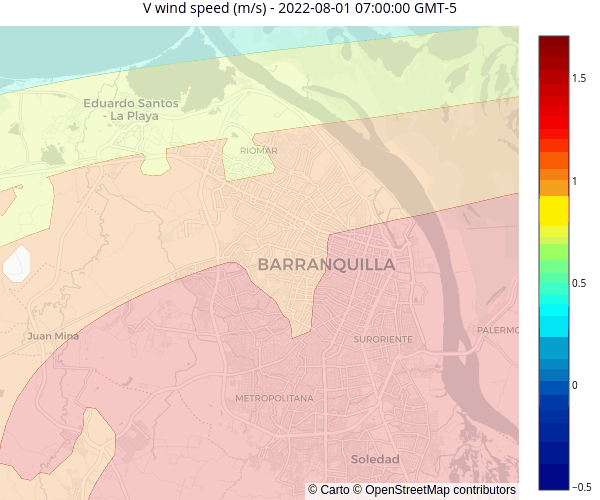 V wind speed (m/s) - 2022-08-01 07:00:00 GMT-5
Eduardo Santos
- La Playa
RIOMAR
BARRANQUILLA
Juan Mina
SURORIENTE
PALERMO
METROPOLITANA
Soledad
1.5
1
0.5
0
−0.5
© Carto © OpenStreetMap contributors